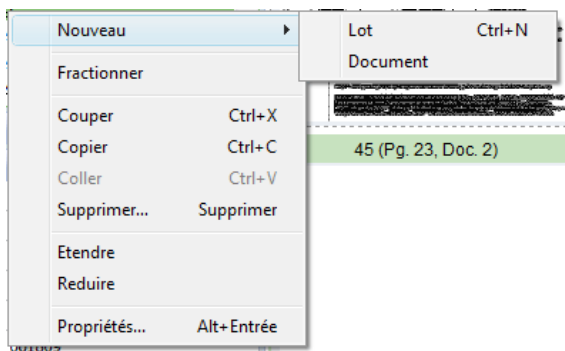 Nouveau
Lot Ctrl+N
Document
Fractionner
Couper Ctrl+X
Copier Ctrl+C
45 (Pg. 23, Doc. 2)
Coller Ctrl+V
Supprimer... Supprimer
Etendre
Reduire
Propriétés... Alt+Entrée